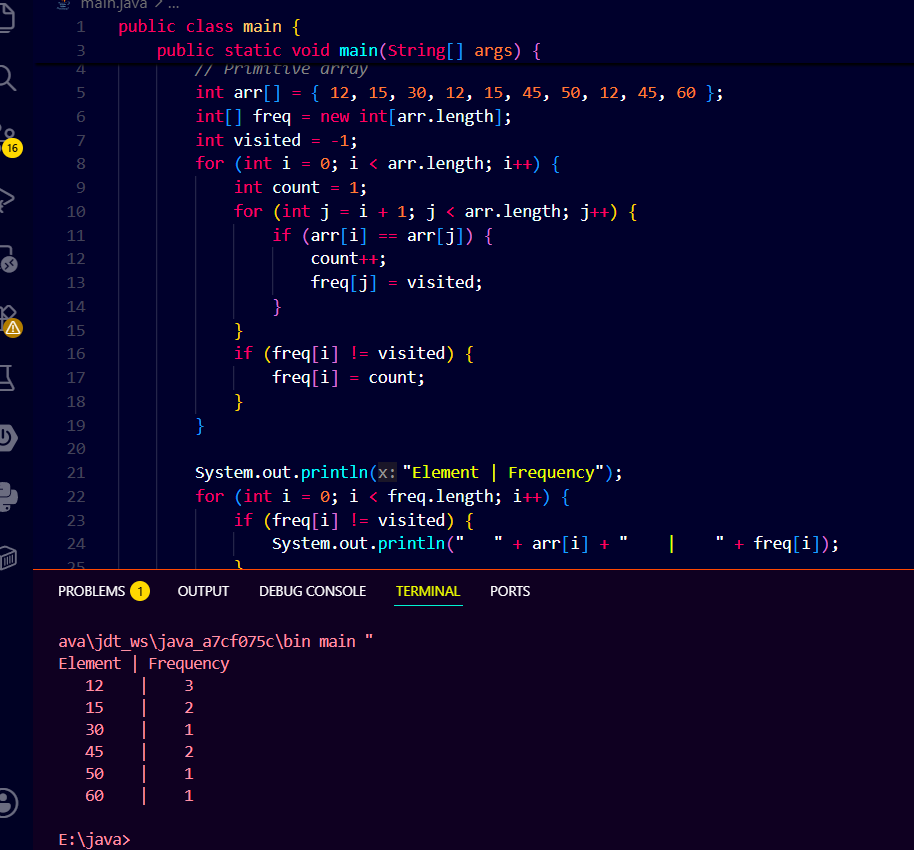 main.java > ...
1 public class main {
3 public static void main(String[] args) {
4 // Primitive array
5 int arr[] = { 12, 15, 30, 12, 15, 45, 50, 12, 45, 60 };
6 int[] freq = new int[arr.length];
7 int visited = -1;
8 for (int i = 0; i < arr.length; i++) {
9 int count = 1;
10 for (int j = i + 1; j < arr.length; j++) {
11 if (arr[i] == arr[j]) {
12 count++;
13 freq[j] = visited;
14 }
15 }
16 if (freq[i] != visited) {
17 freq[i] = count;
18 }
19 }
20
21 System.out.println(x: "Element | Frequency");
22 for (int i = 0; i < freq.length; i++) {
23 if (freq[i] != visited) {
24 System.out.println("   " + arr[i] + "    |    " + freq[i]);
25 }
16
PROBLEMS 1 OUTPUT DEBUG CONSOLE TERMINAL PORTS
ava\jdt_ws\java_a7cf075c\bin main "
Element | Frequency
12 | 3
15 | 2
30 | 1
45 | 2
50 | 1
60 | 1
E:\java>